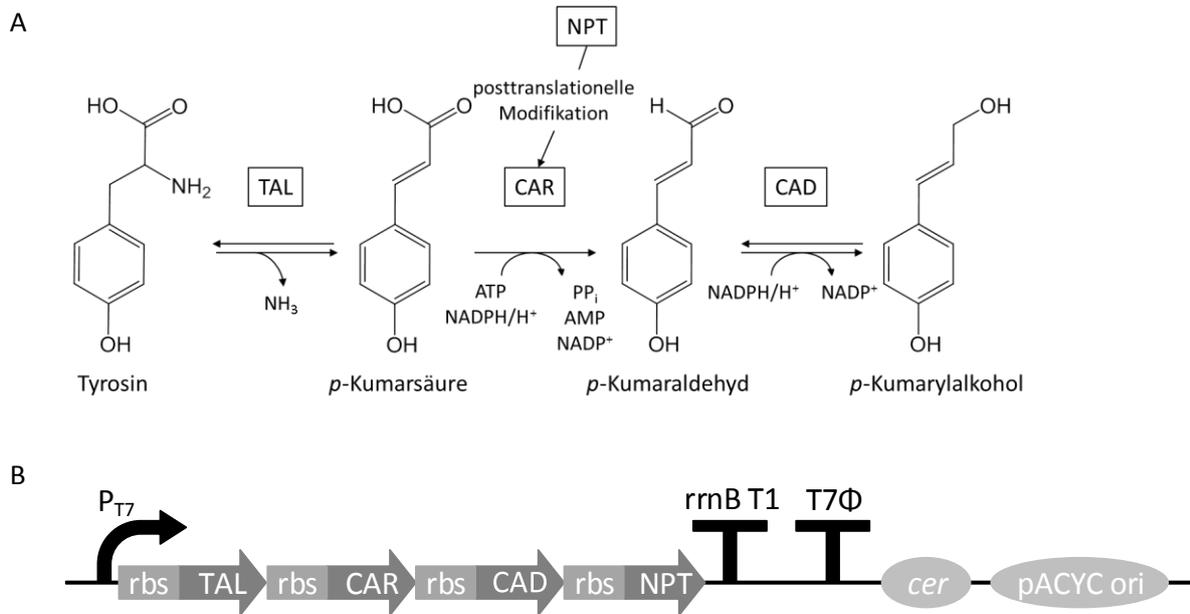 A
NPT
posttranslationelle
Modifikation
HO
O
NH2
TAL
HO
O
CAR
H
O
CAD
OH
NH3
ATP
NADPH/H+
PPi
AMP
NADP+
NADPH/H+
NADP+
OH
OH
OH
OH
Tyrosin
p-Kumarsäure
p-Kumaraldehyd
p-Kumarylalkohol
B
PT7
rrnB T1
T7Φ
rbs TAL rbs CAR rbs CAD rbs NPT
cer
pACYC ori